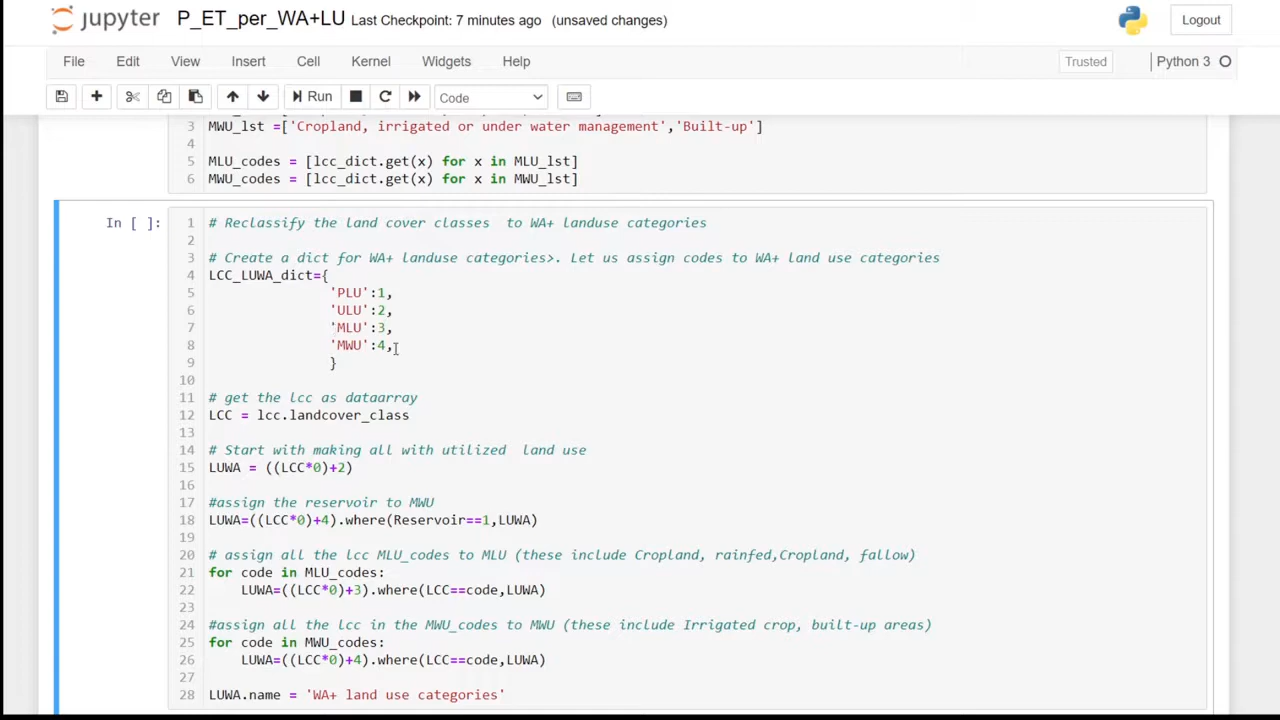 jupyter P_ET_per_WA+LU Last Checkpoint: 7 minutes ago (unsaved changes) Logout
File Edit View Insert Cell Kernel Widgets Help Trusted Python 3
Run Code
3 MWU_lst =['Cropland, irrigated or under water management','Built-up']
4
5 MLU_codes = [lcc_dict.get(x) for x in MLU_lst]
6 MWU_codes = [lcc_dict.get(x) for x in MWU_lst]
In [ ]:
1 # Reclassify the land cover classes  to WA+ landuse categories
2
3 # Create a dict for WA+ landuse categories>. Let us assign codes to WA+ land use categories
4 LCC_LUWA_dict={
5 'PLU':1,
6 'ULU':2,
7 'MLU':3,
8 'MWU':4,
9 }
10
11 # get the lcc as dataarray
12 LCC = lcc.landcover_class
13
14 # Start with making all with utilized  land use
15 LUWA = ((LCC*0)+2)
16
17 #assign the reservoir to MWU
18 LUWA=((LCC*0)+4).where(Reservoir==1,LUWA)
19
20 # assign all the lcc MLU_codes to MLU (these include Cropland, rainfed,Cropland, fallow)
21 for code in MLU_codes:
22 LUWA=((LCC*0)+3).where(LCC==code,LUWA)
23
24 #assign all the lcc in the MWU_codes to MWU (these include Irrigated crop, built-up areas)
25 for code in MWU_codes:
26 LUWA=((LCC*0)+4).where(LCC==code,LUWA)
27
28 LUWA.name = 'WA+ land use categories'